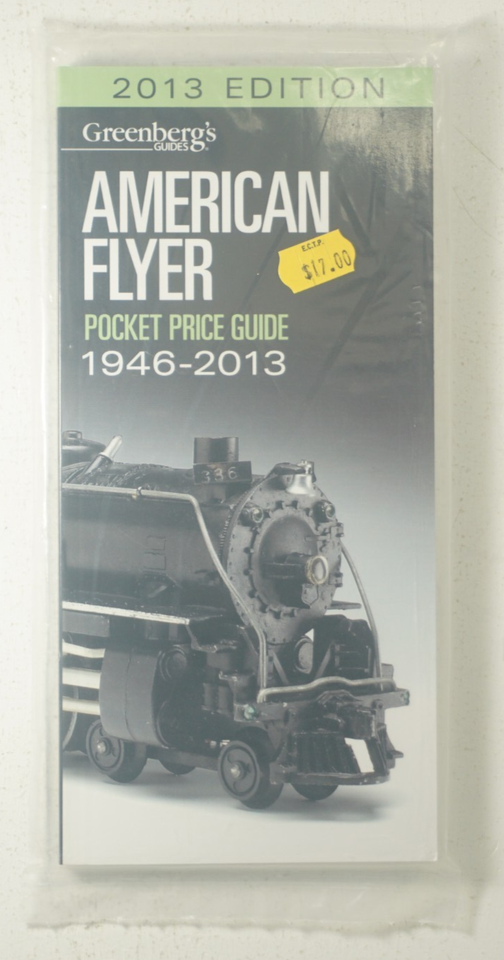 2013 EDITION
Greenberg's
GUIDES
AMERICAN
FLYER
E.C.T.P.
$17.00
POCKET PRICE GUIDE
1946-2013
336